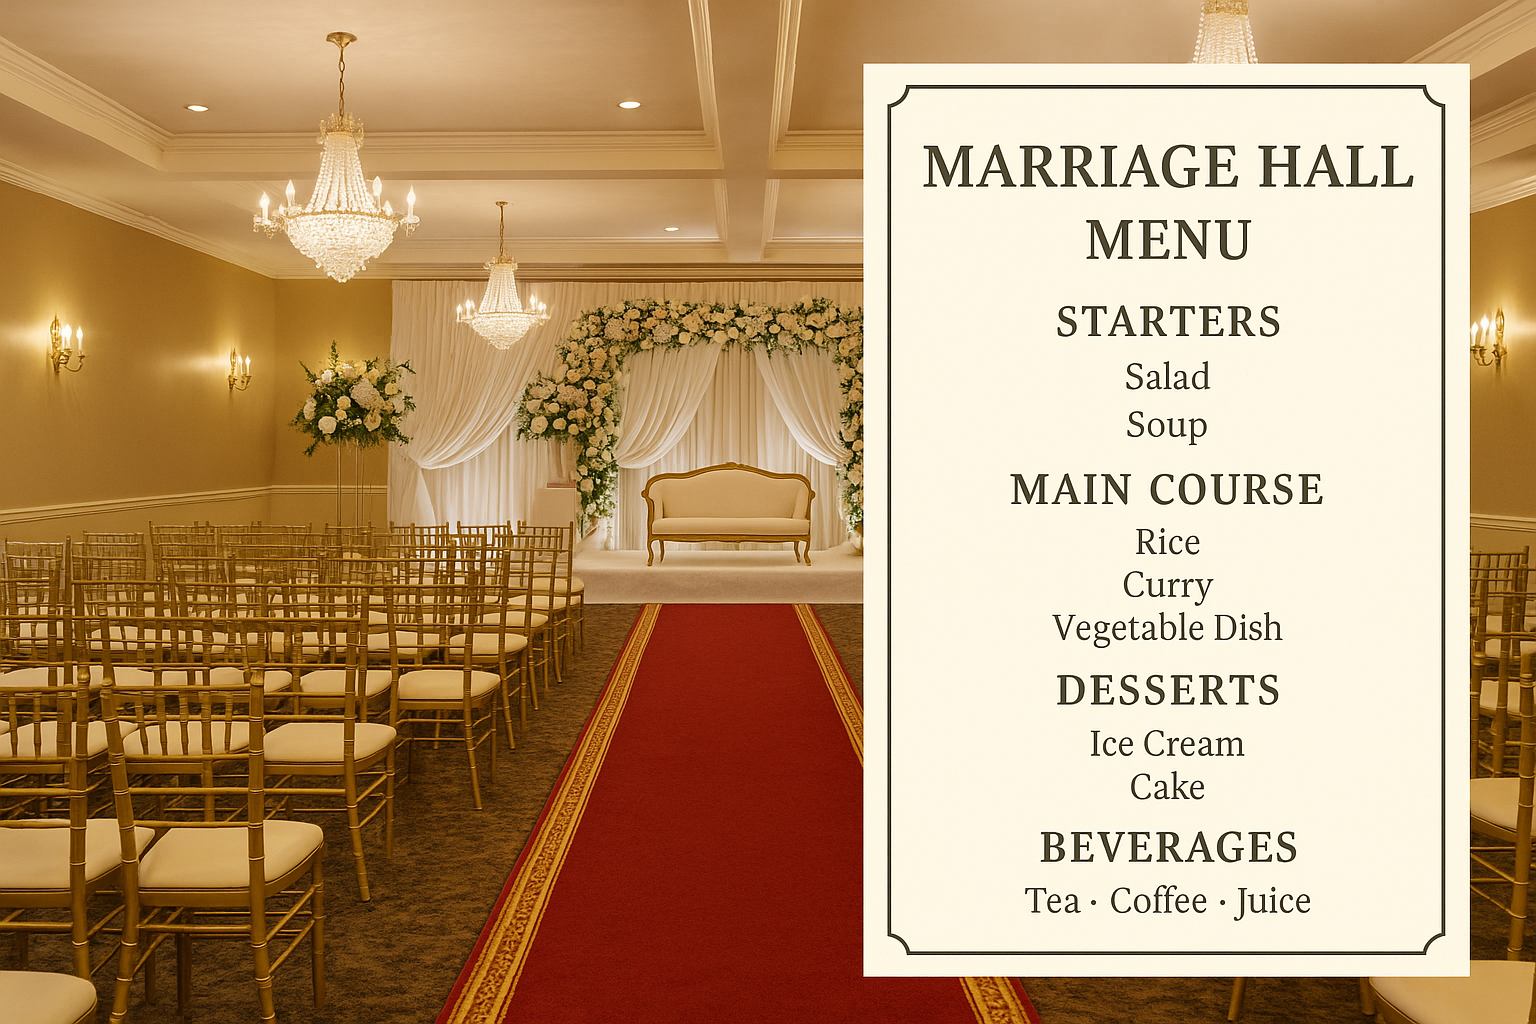 MARRIAGE HALL
MENU
STARTERS
Salad
Soup
MAIN COURSE
Rice
Curry
Vegetable Dish
DESSERTS
Ice Cream
Cake
BEVERAGES
Tea · Coffee · Juice